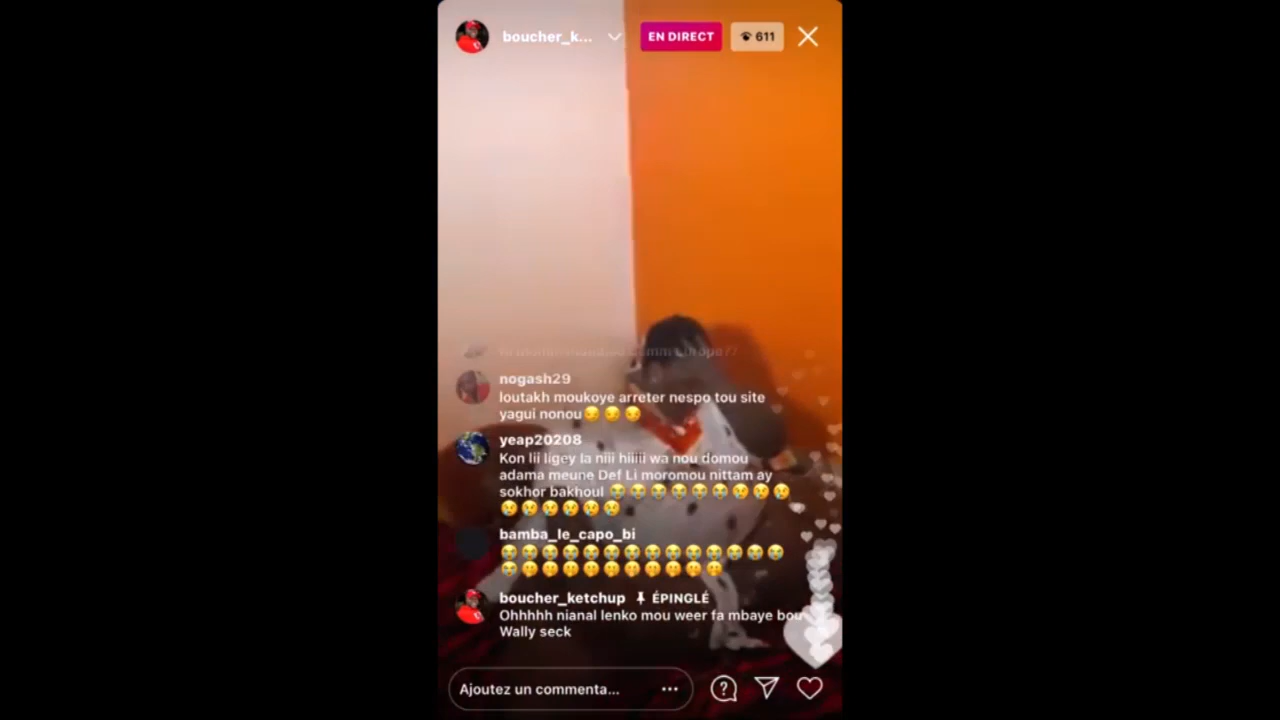 boucher_k...
EN DIRECT
611
nogash29
loutakh moukoye arreter nespo tou site
yagui nonou😏😏😏
yeap20208
Kon lii ligey la niii hiiiii wa nou domou
adama meune Def Li moromou nittam ay
sokhor bakhoul 😭😭😭😭😭😭😢😢😢
😢😢😢😢😢😢
bamba_le_capo_bi
boucher_ketchup ÉPINGLÉ
Ohhhhh nianal lenko mou weer fa mbaye bou
Wally seck
Ajoutez un commenta...